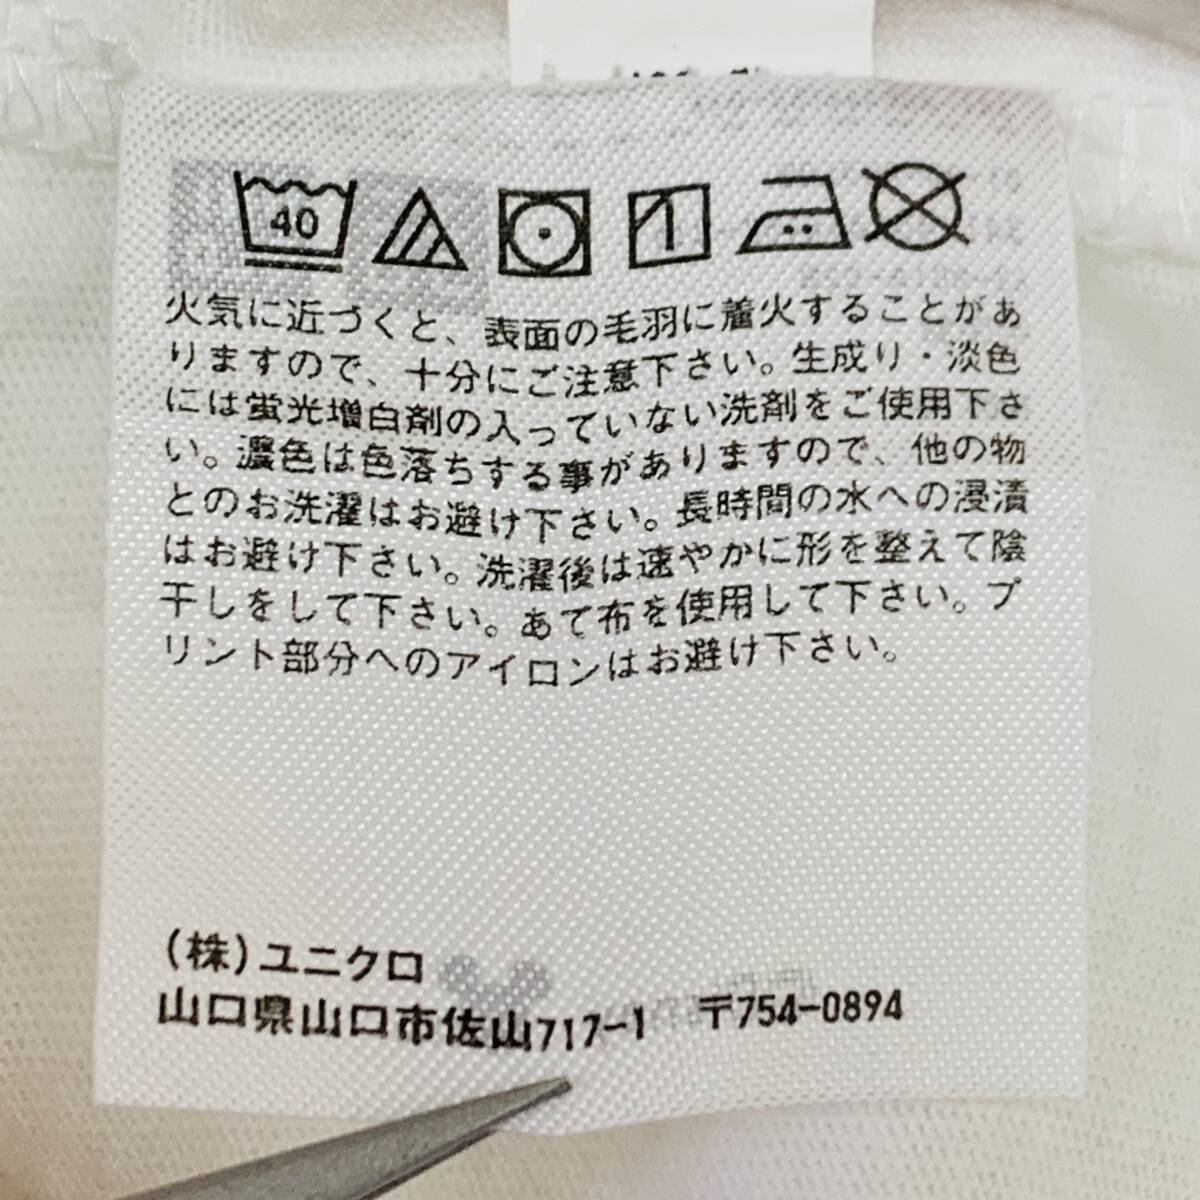 40
火気に近づくと、表面の毛羽に着火することがあ
りますので、十分にご注意下さい。生成り・淡色
には蛍光増白剤の入っていない洗剤をご使用下さ
い。濃色は色落ちする事がありますので、他の物
とのお洗濯はお避け下さい。長時間の水への浸漬
はお避け下さい。洗濯後は速やかに形を整えて陰
干しをして下さい。あて布を使用して下さい。プ
リント部分へのアイロンはお避け下さい。
(株)ユニクロ
山口県山口市佐山717-1 〒754-0894